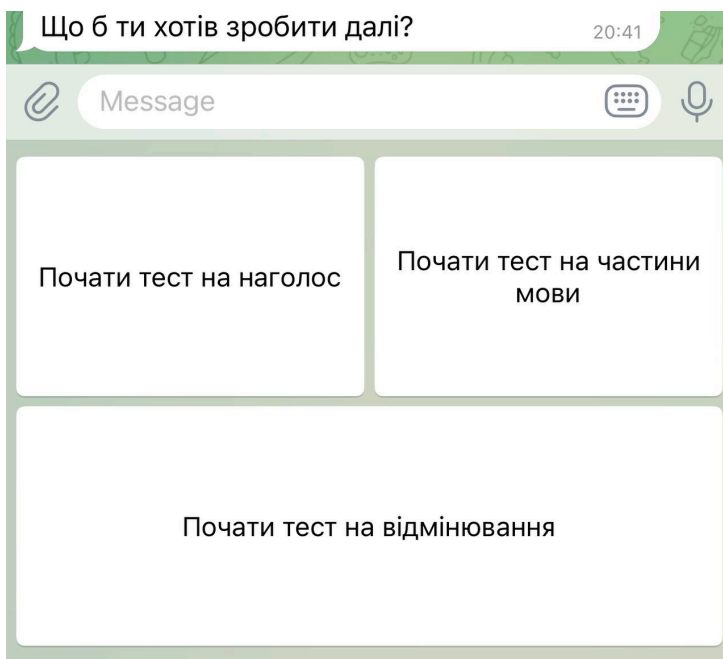 Що б ти хотів зробити далі?
20:41
Message
Почати тест на наголос
Почати тест на частини
мови
Почати тест на відмінювання